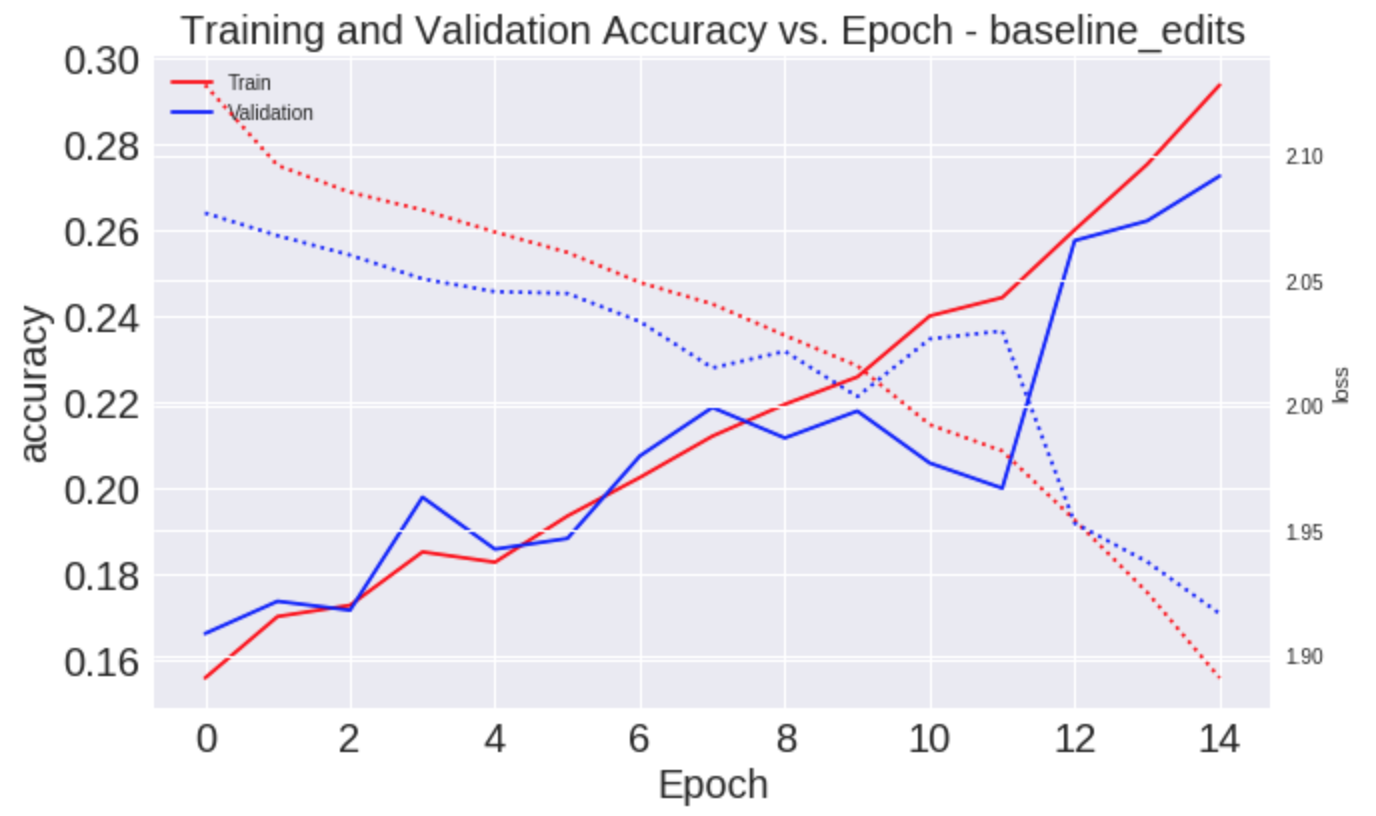 Training and Validation Accuracy vs. Epoch - baseline_edits
Train
Validation
0.30
0.28
0.26
0.24
0.22
0.20
0.18
0.16
accuracy
2.10
2.05
2.00
1.95
1.90
loss
0 2 4 6 8 10 12 14
Epoch